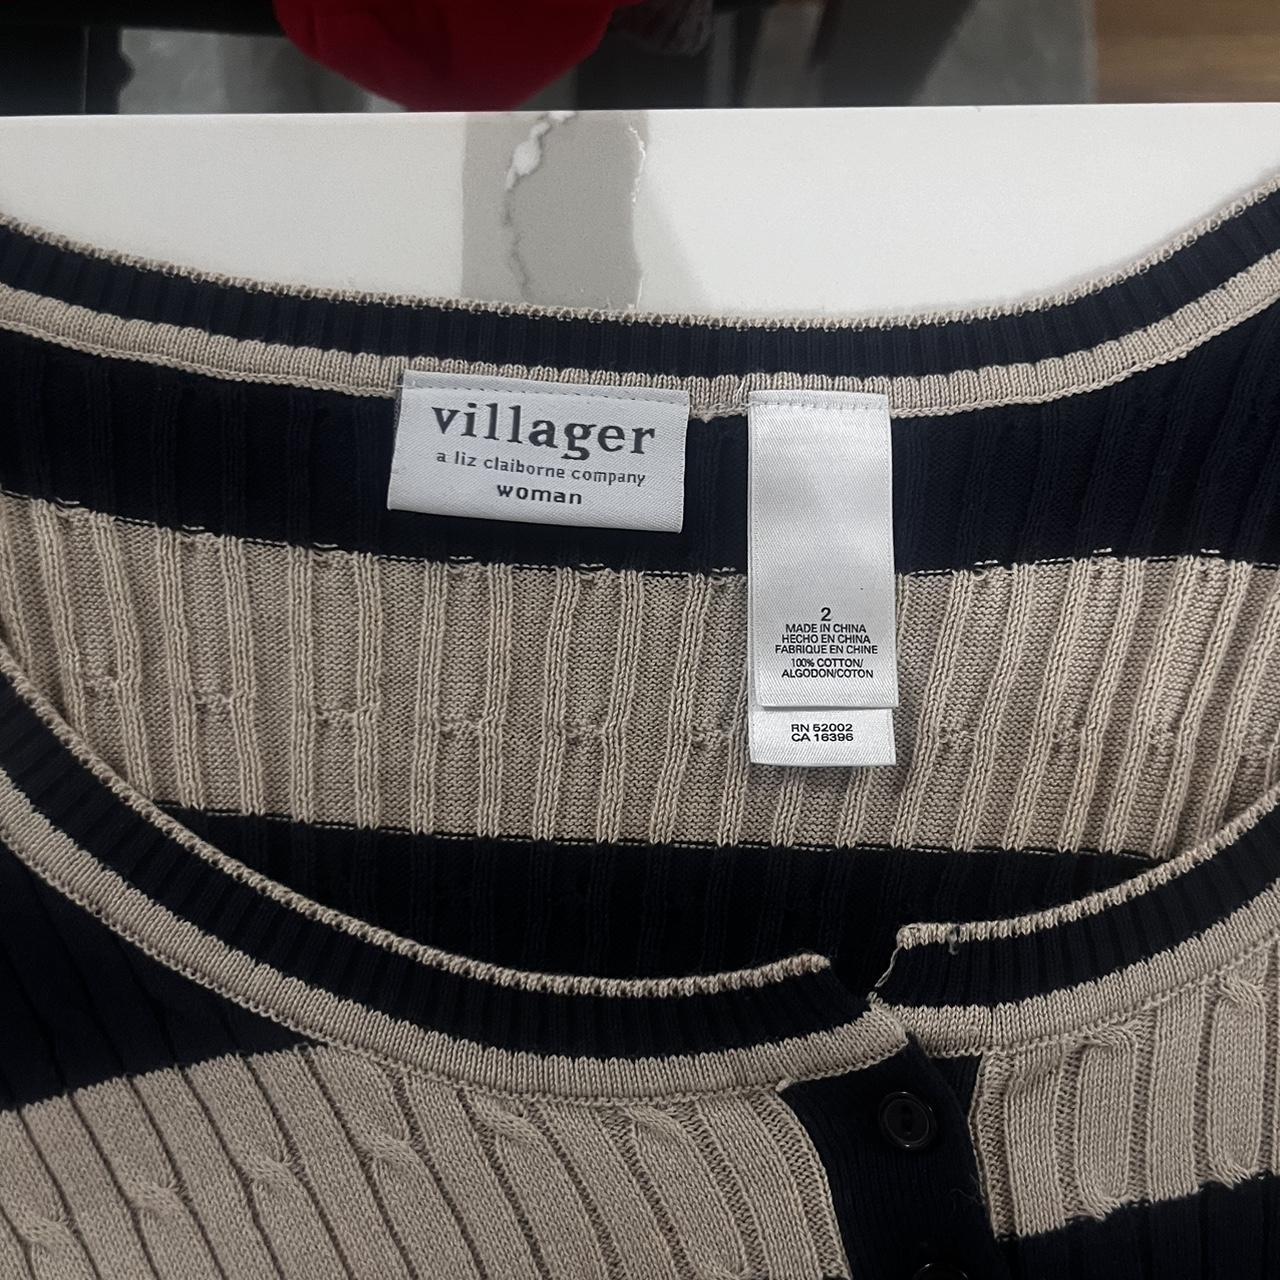 villager
a liz claiborne company
woman
2
MADE IN CHINA
HECHO EN CHINA
FABRIQUE EN CHINE
100% COTTON/
ALGODON/COTON
RN 52002
CA 16396